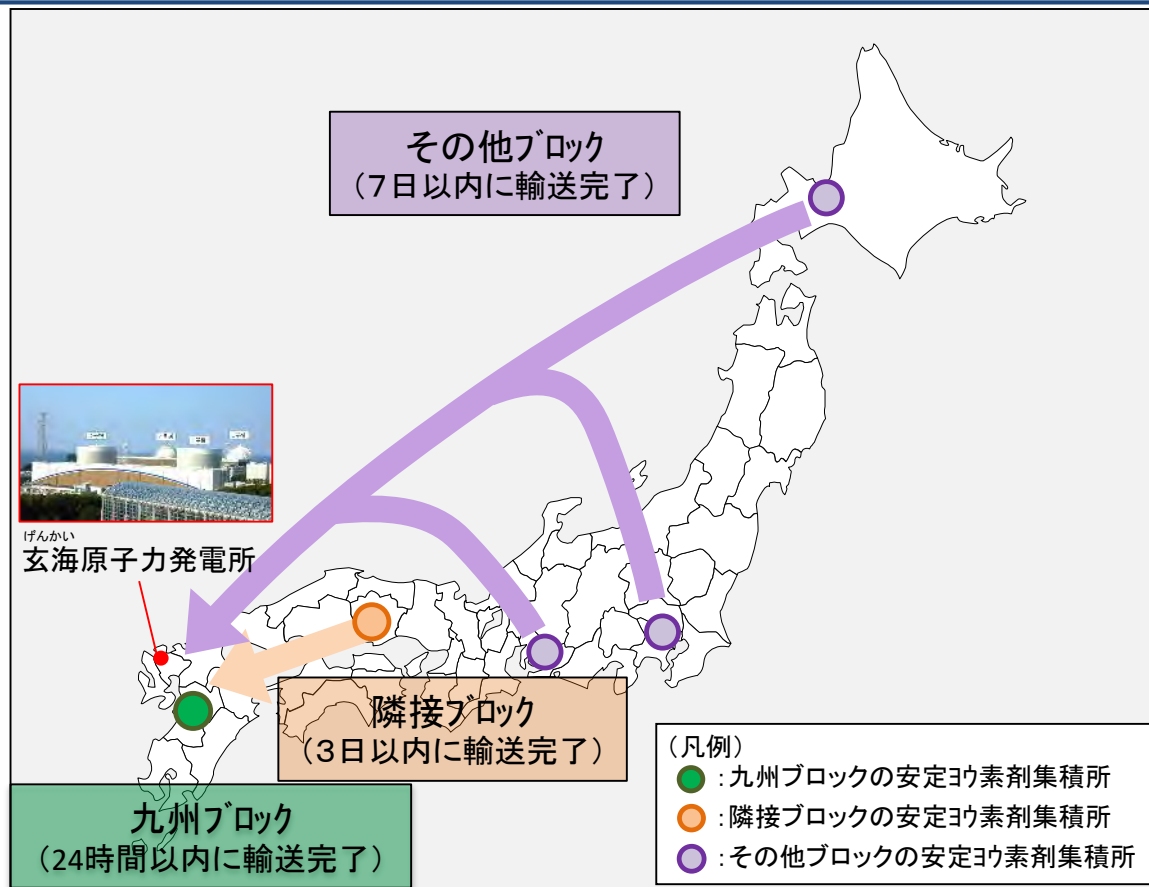 その他ブロック
（７日以内に輸送完了）
げんかい
玄海原子力発電所
隣接ブロック
（３日以内に輸送完了）
九州ブロック
（24時間以内に輸送完了）
（凡例）
：九州ブロックの安定ﾖｳ素剤集積所
：隣接ブロックの安定ﾖｳ素剤集積所
：その他ブロックの安定ﾖｳ素剤集積所